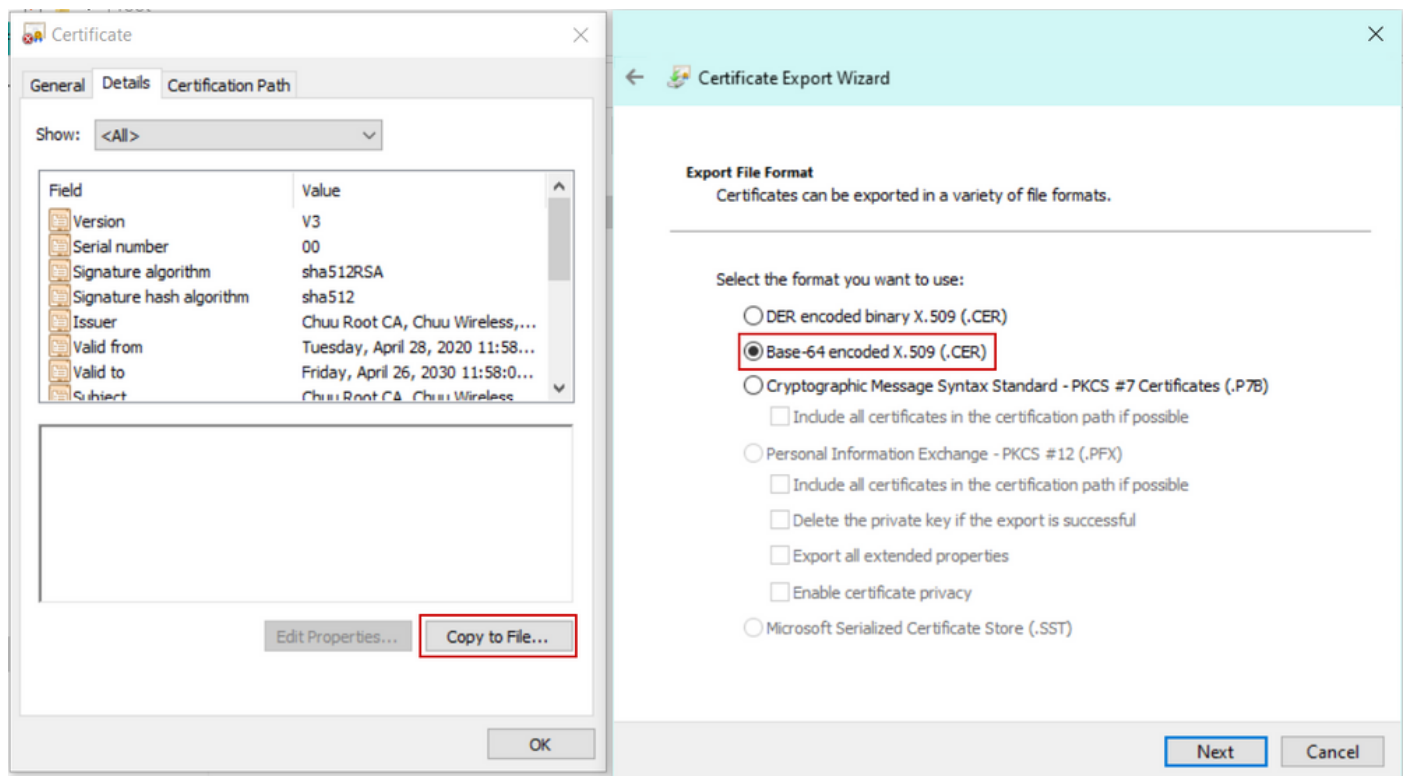 Certificate
General Details Certification Path
Show: <All>
Field Value
Version V3
Serial number 00
Signature algorithm sha512RSA
Signature hash algorithm sha512
Issuer Chuu Root CA, Chuu Wireless,...
Valid from Tuesday, April 28, 2020 11:58...
Valid to Friday, April 26, 2030 11:58:0...
Subject Chuu Root CA, Chuu Wireless
Edit Properties... Copy to File...
OK
Certificate Export Wizard
Export File Format
Certificates can be exported in a variety of file formats.
Select the format you want to use:
DER encoded binary X.509 (.CER)
Base-64 encoded X.509 (.CER)
Cryptographic Message Syntax Standard - PKCS #7 Certificates (.P7B)
Include all certificates in the certification path if possible
Personal Information Exchange - PKCS #12 (.PFX)
Include all certificates in the certification path if possible
Delete the private key if the export is successful
Export all extended properties
Enable certificate privacy
Microsoft Serialized Certificate Store (.SST)
Next Cancel